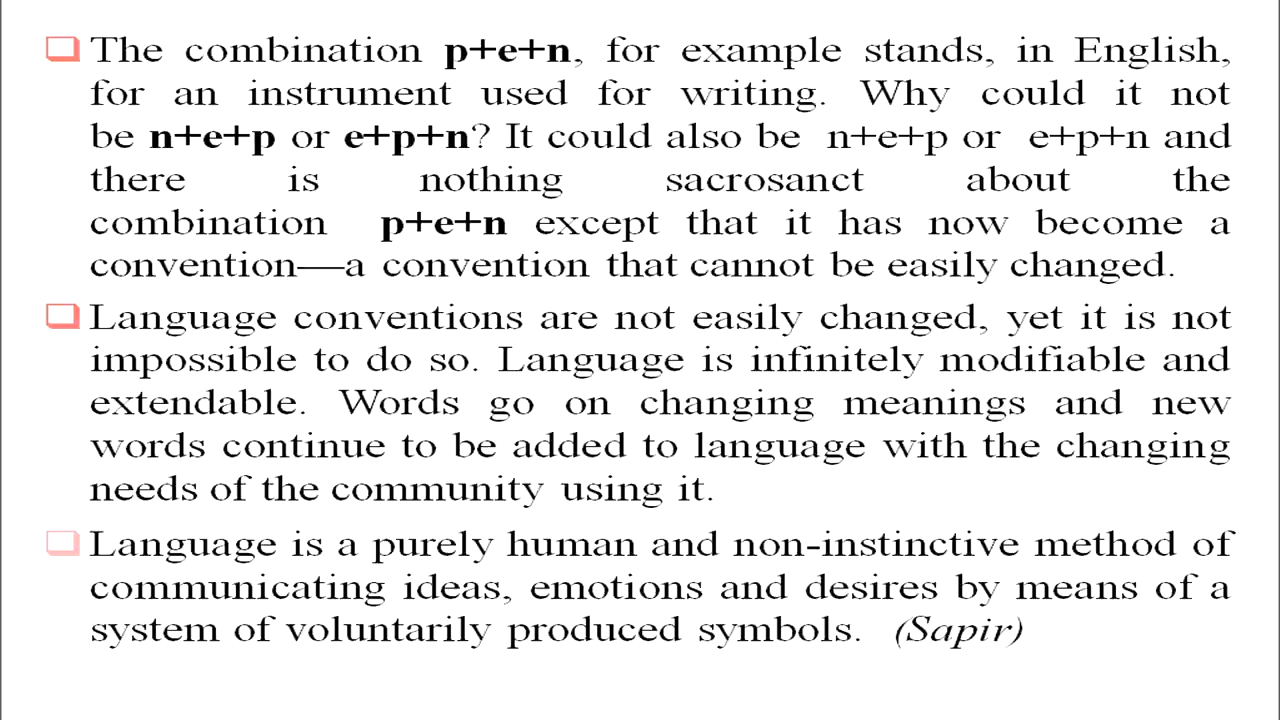 The combination p+e+n, for example stands, in English,
for an instrument used for writing. Why could it not
be n+e+p or e+p+n? It could also be n+e+p or e+p+n and
there is nothing sacrosanct about the
combination p+e+n except that it has now become a
convention—a convention that cannot be easily changed.
Language conventions are not easily changed, yet it is not
impossible to do so. Language is infinitely modifiable and
extendable. Words go on changing meanings and new
words continue to be added to language with the changing
needs of the community using it.
Language is a purely human and non-instinctive method of
communicating ideas, emotions and desires by means of a
system of voluntarily produced symbols. (Sapir)